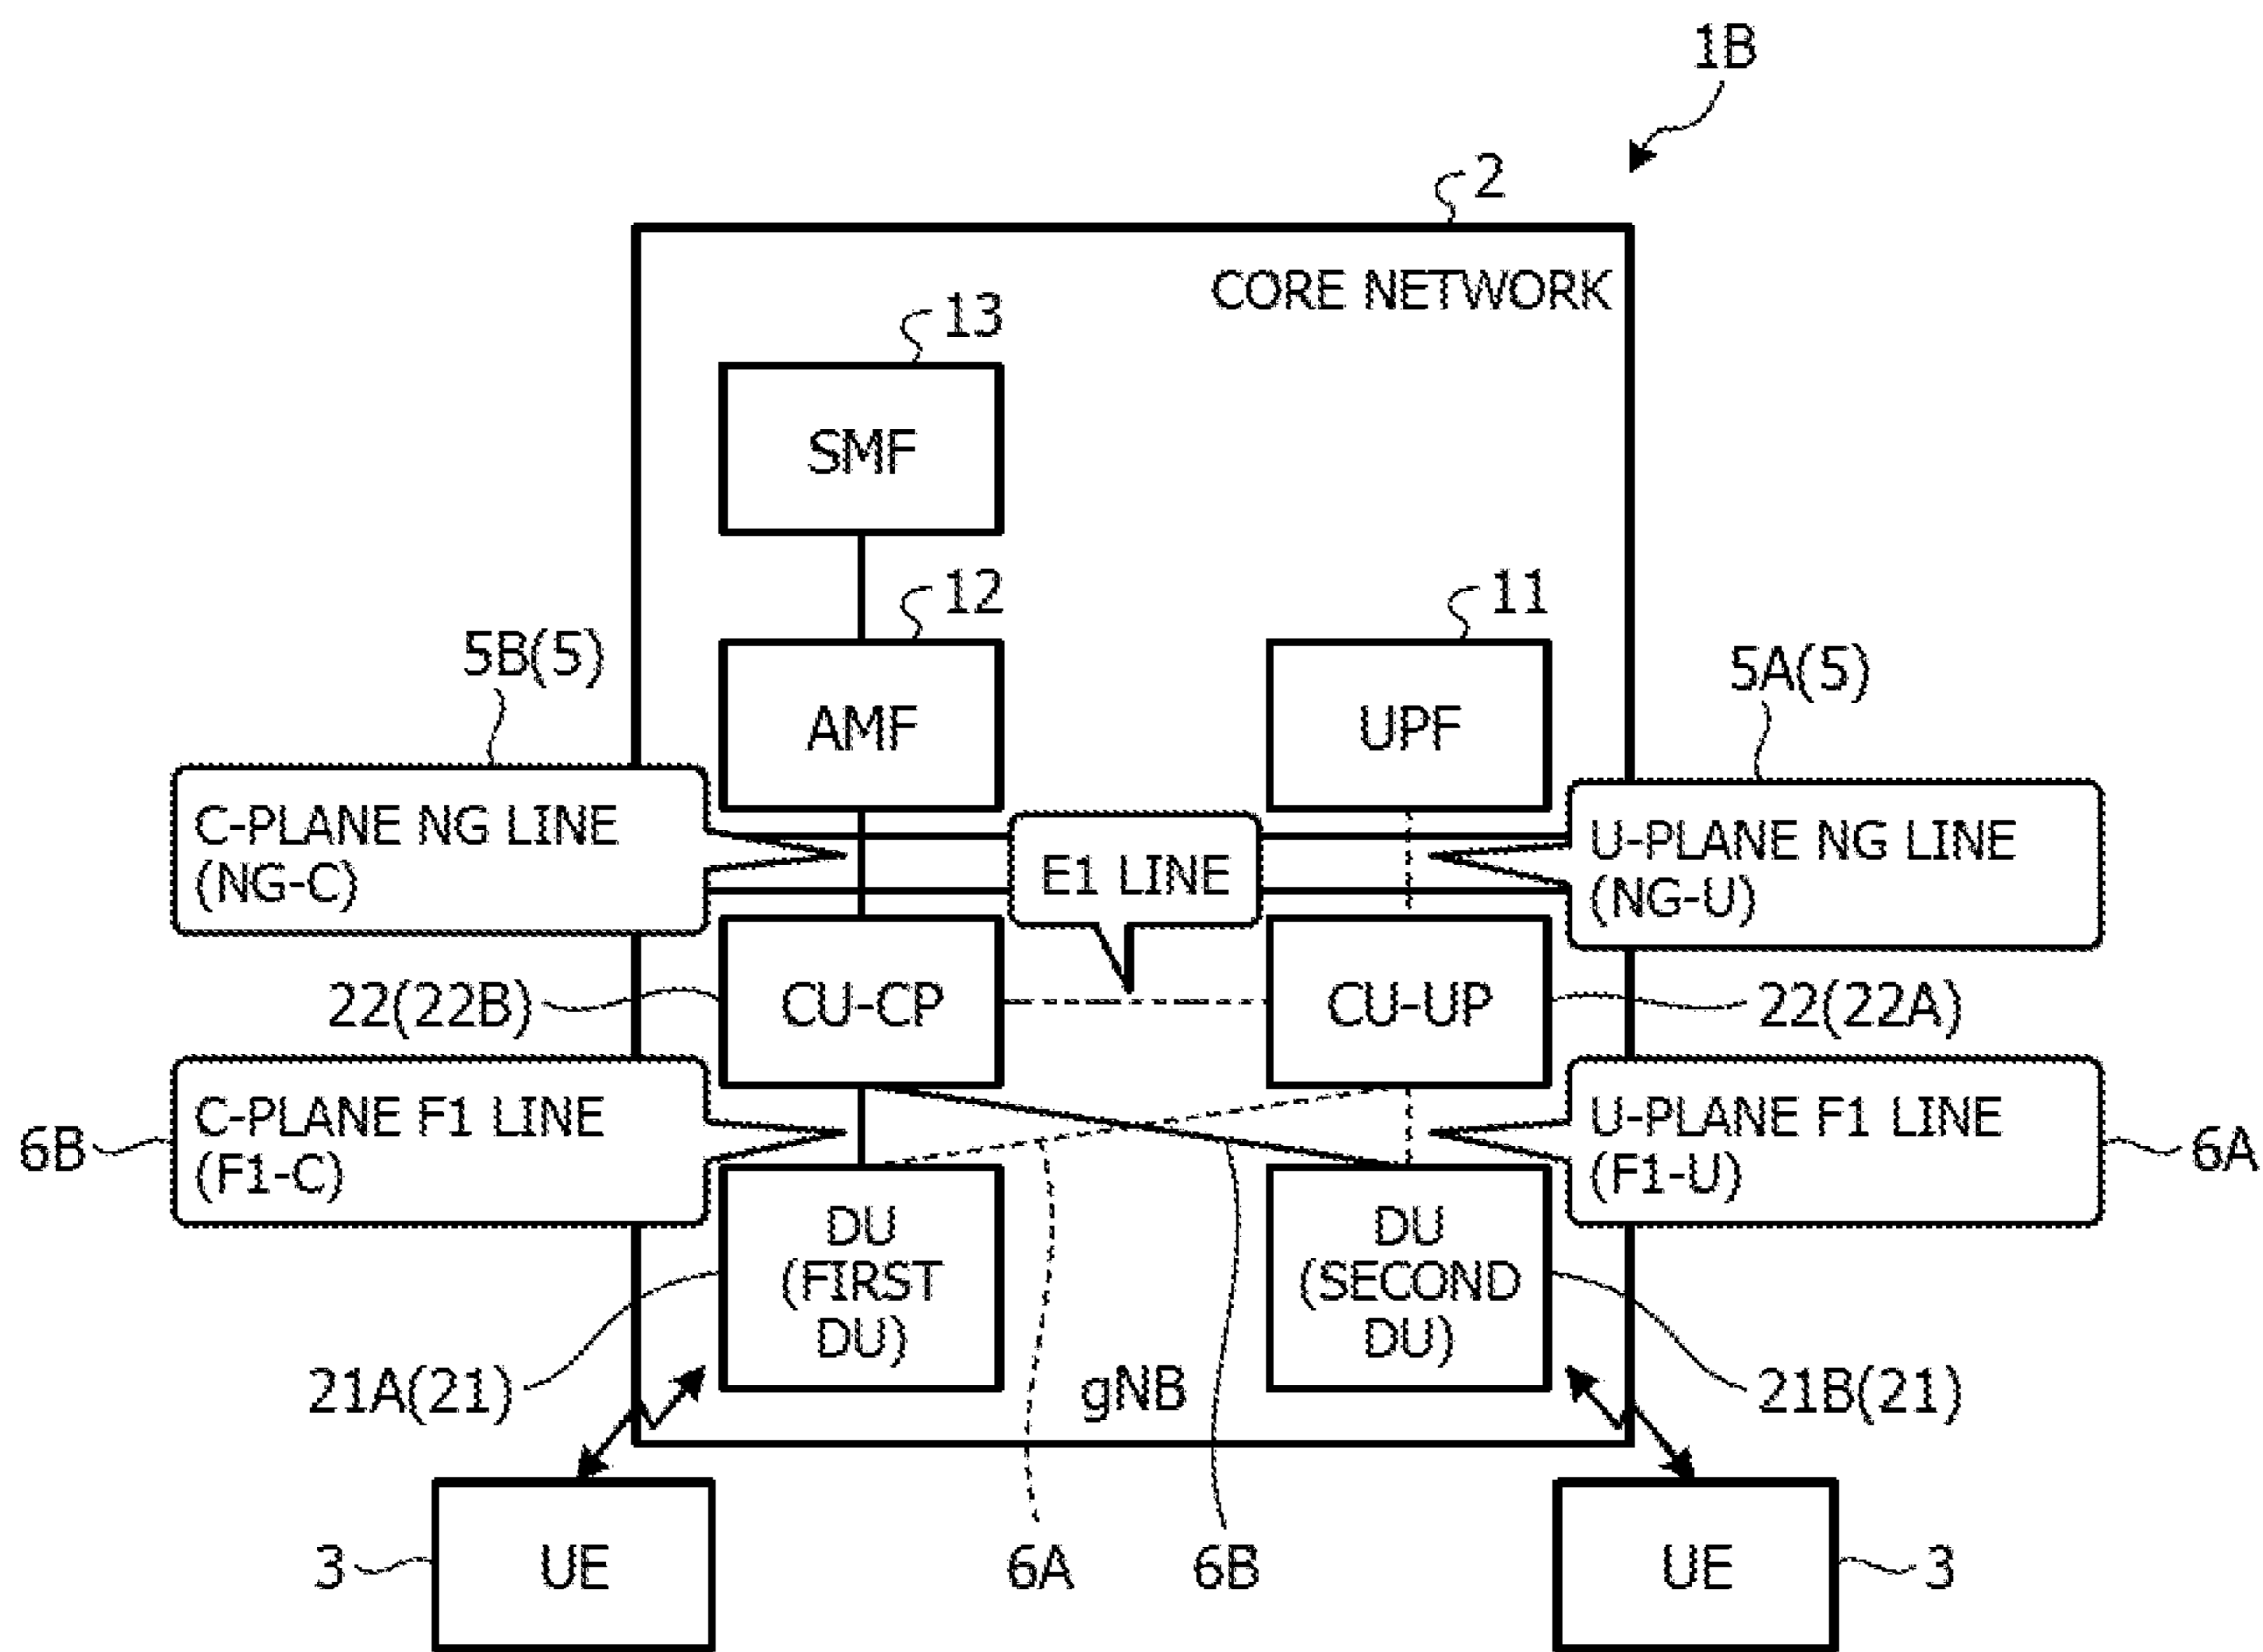 1B
2
CORE NETWORK
13
SMF
12
11
5B(5)
5A(5)
AMF
UPF
C-PLANE NG LINE
(NG-C)
E1 LINE
U-PLANE NG LINE
(NG-U)
22(22B)
CU-CP
CU-UP
22(22A)
6B
C-PLANE F1 LINE
(F1-C)
U-PLANE F1 LINE
(F1-U)
6A
DU
(FIRST
DU)
DU
(SECOND
DU)
21A(21)
gNB
21B(21)
3
UE
6A
6B
UE
3